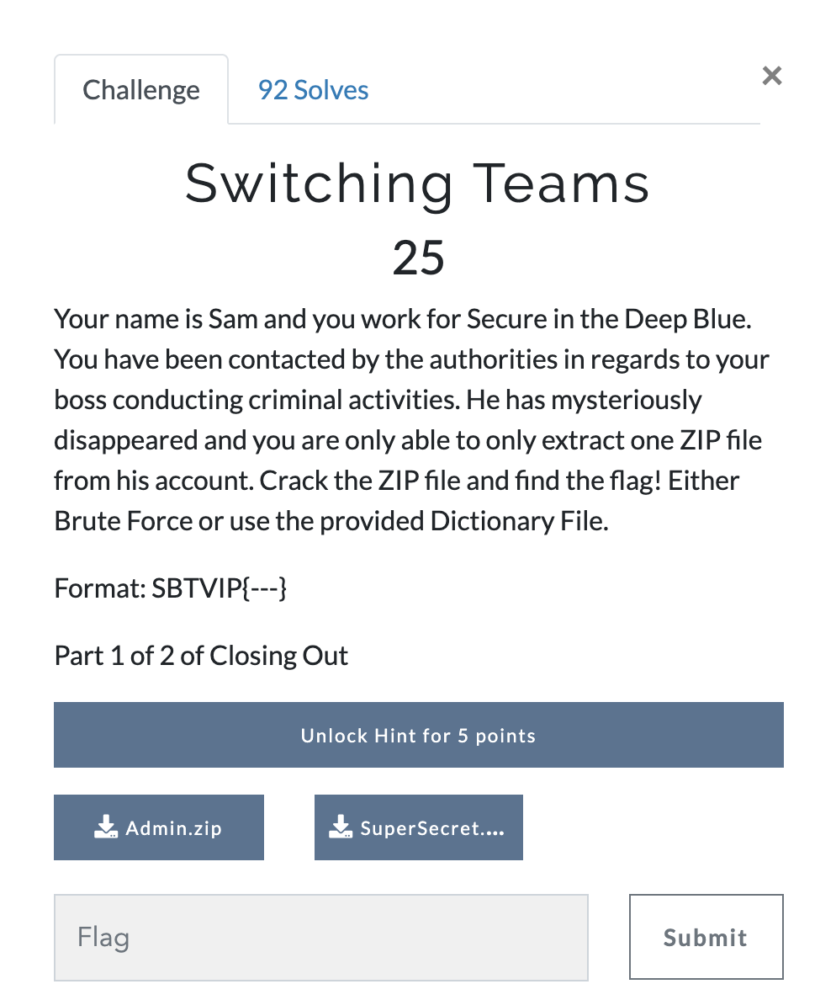 Challenge
92 Solves
×
Switching Teams
25
Your name is Sam and you work for Secure in the Deep Blue.
You have been contacted by the authorities in regards to your
boss conducting criminal activities. He has mysteriously
disappeared and you are only able to only extract one ZIP file
from his account. Crack the ZIP file and find the flag! Either
Brute Force or use the provided Dictionary File.
Format: SBTVIP{---}
Part 1 of 2 of Closing Out
Unlock Hint for 5 points
Admin.zip
SuperSecret....
Flag
Submit